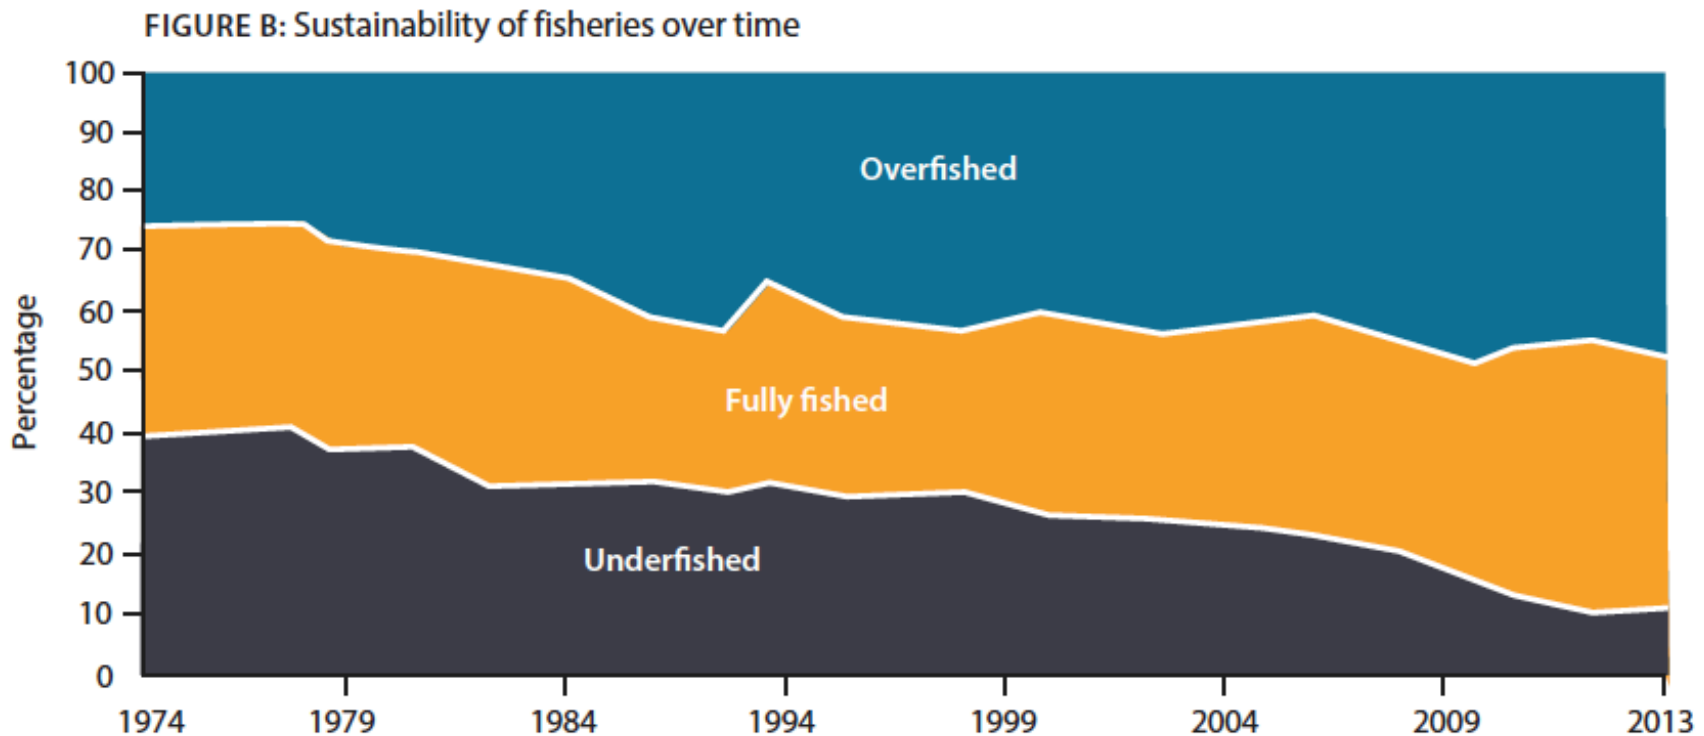 FIGURE B: Sustainability of fisheries over time
100
90
80
70
60
50
40
30
20
10
0
Percentage
Overfished
Fully fished
Underfished
1974 1979 1984 1994 1999 2004 2009 2013